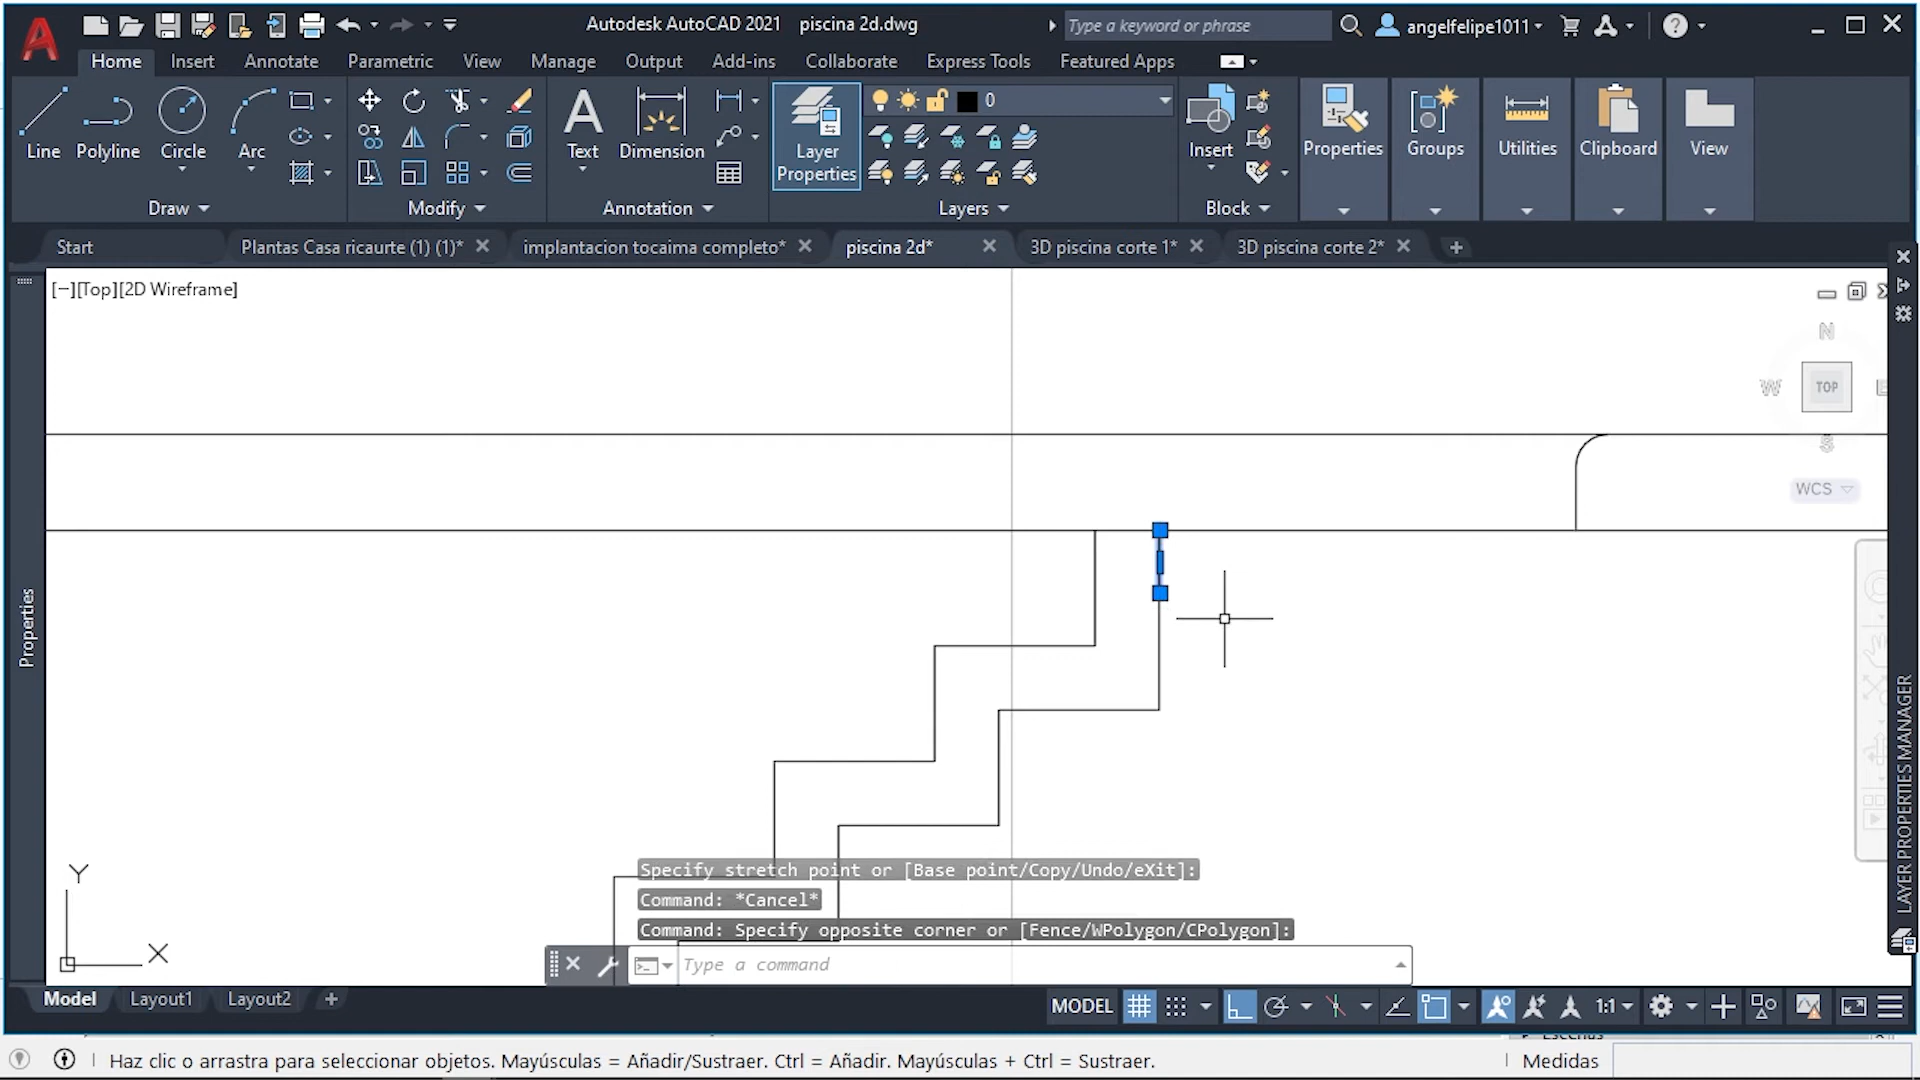 Autodesk AutoCAD 2021 piscina 2d.dwg
Type a keyword or phrase
angelfelipe1011
Home Insert Annotate Parametric View Manage Output Add-ins Collaborate Express Tools Featured Apps
0
Line Polyline Circle Arc
Text Dimension
Layer Properties
Insert
Properties Groups Utilities Clipboard View
Draw Modify Annotation Layers Block
Start Plantas Casa ricaurte (1) (1)* implantacion tocaima completo* piscina 2d* 3D piscina corte 1* 3D piscina corte 2*
[−][Top][2D Wireframe]
N
W TOP E
S
WCS
Properties
LAYER PROPERTIES MANAGER
Specify stretch point or [Base point/Copy/Undo/eXit]:
Command: *Cancel*
Command: Specify opposite corner or [Fence/WPolygon/CPolygon]:
Type a command
Y
X
Model Layout1 Layout2
MODEL 1:1
Haz clic o arrastra para seleccionar objetos. Mayúsculas = Añadir/Sustraer. Ctrl = Añadir. Mayúsculas + Ctrl = Sustraer.
Medidas